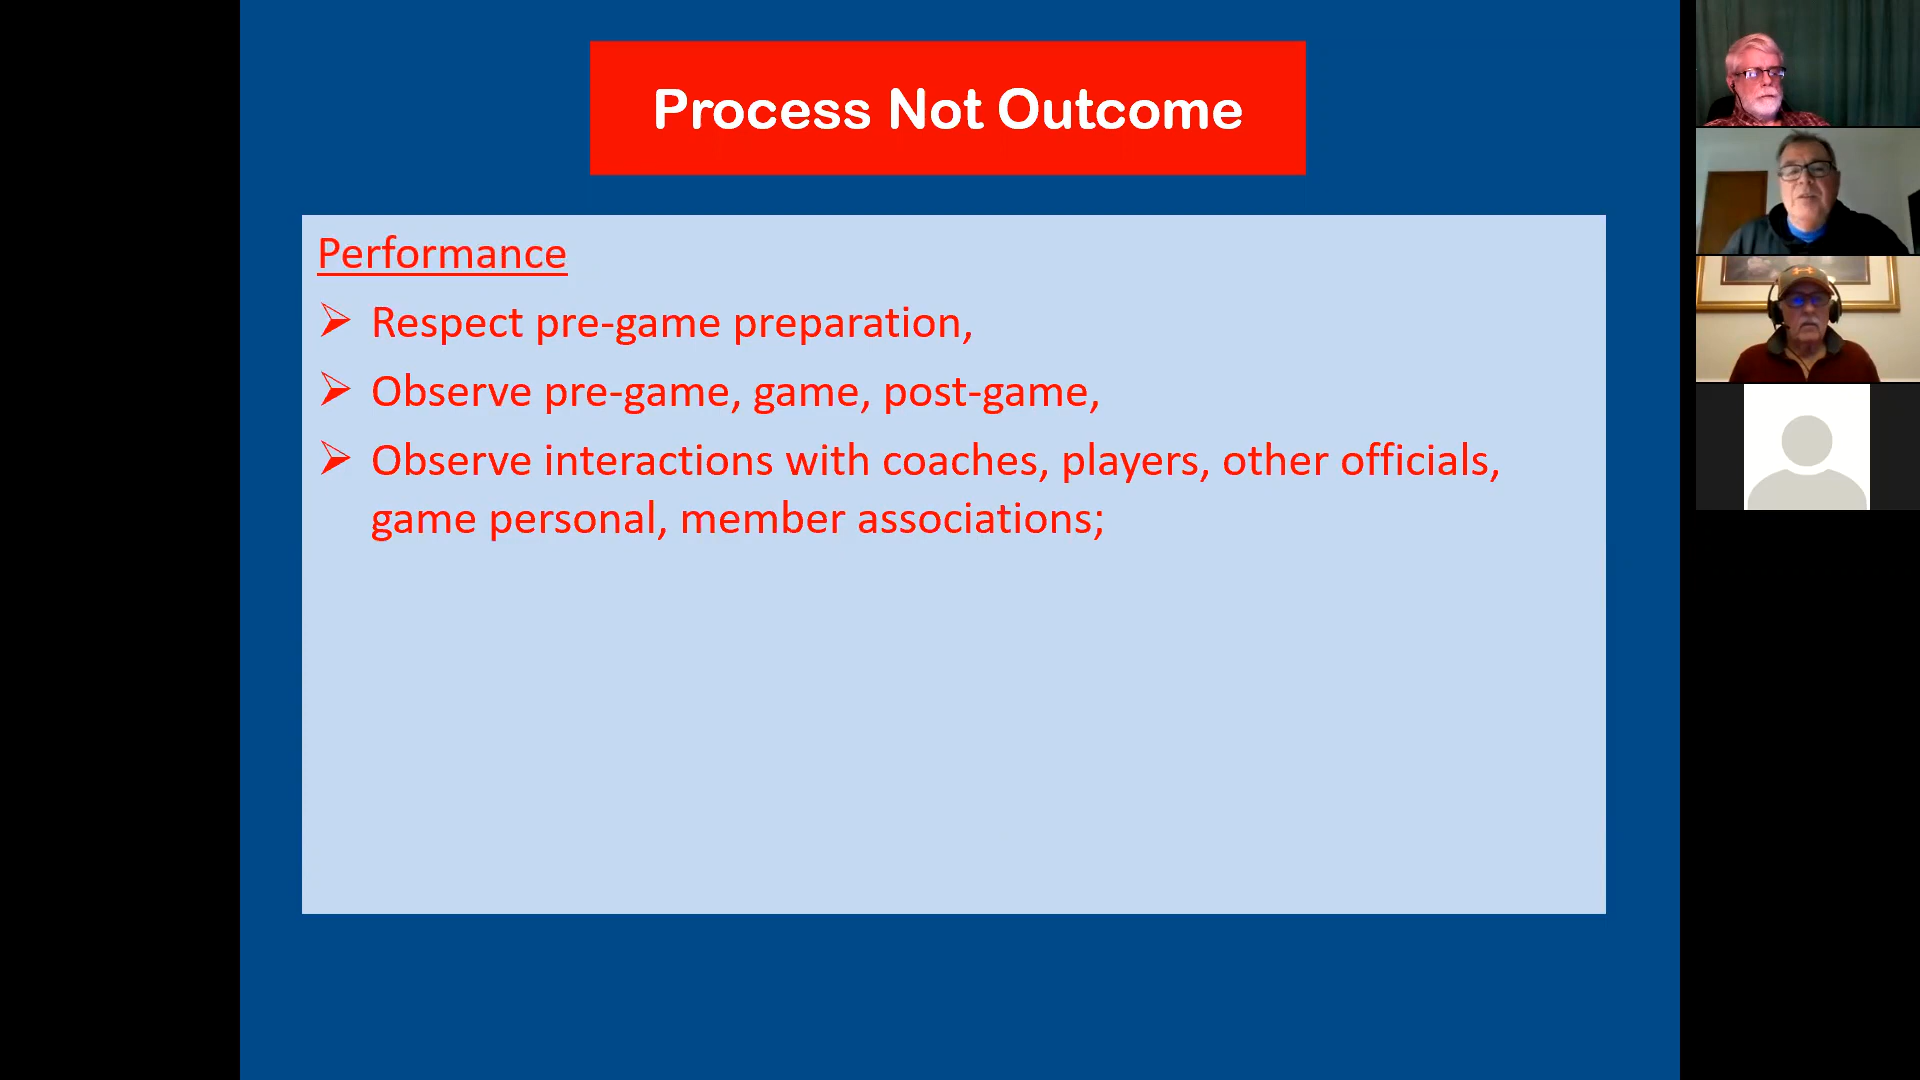 Process Not Outcome
Performance
➢ Respect pre-game preparation,
➢ Observe pre-game, game, post-game,
➢ Observe interactions with coaches, players, other officials,
game personal, member associations;